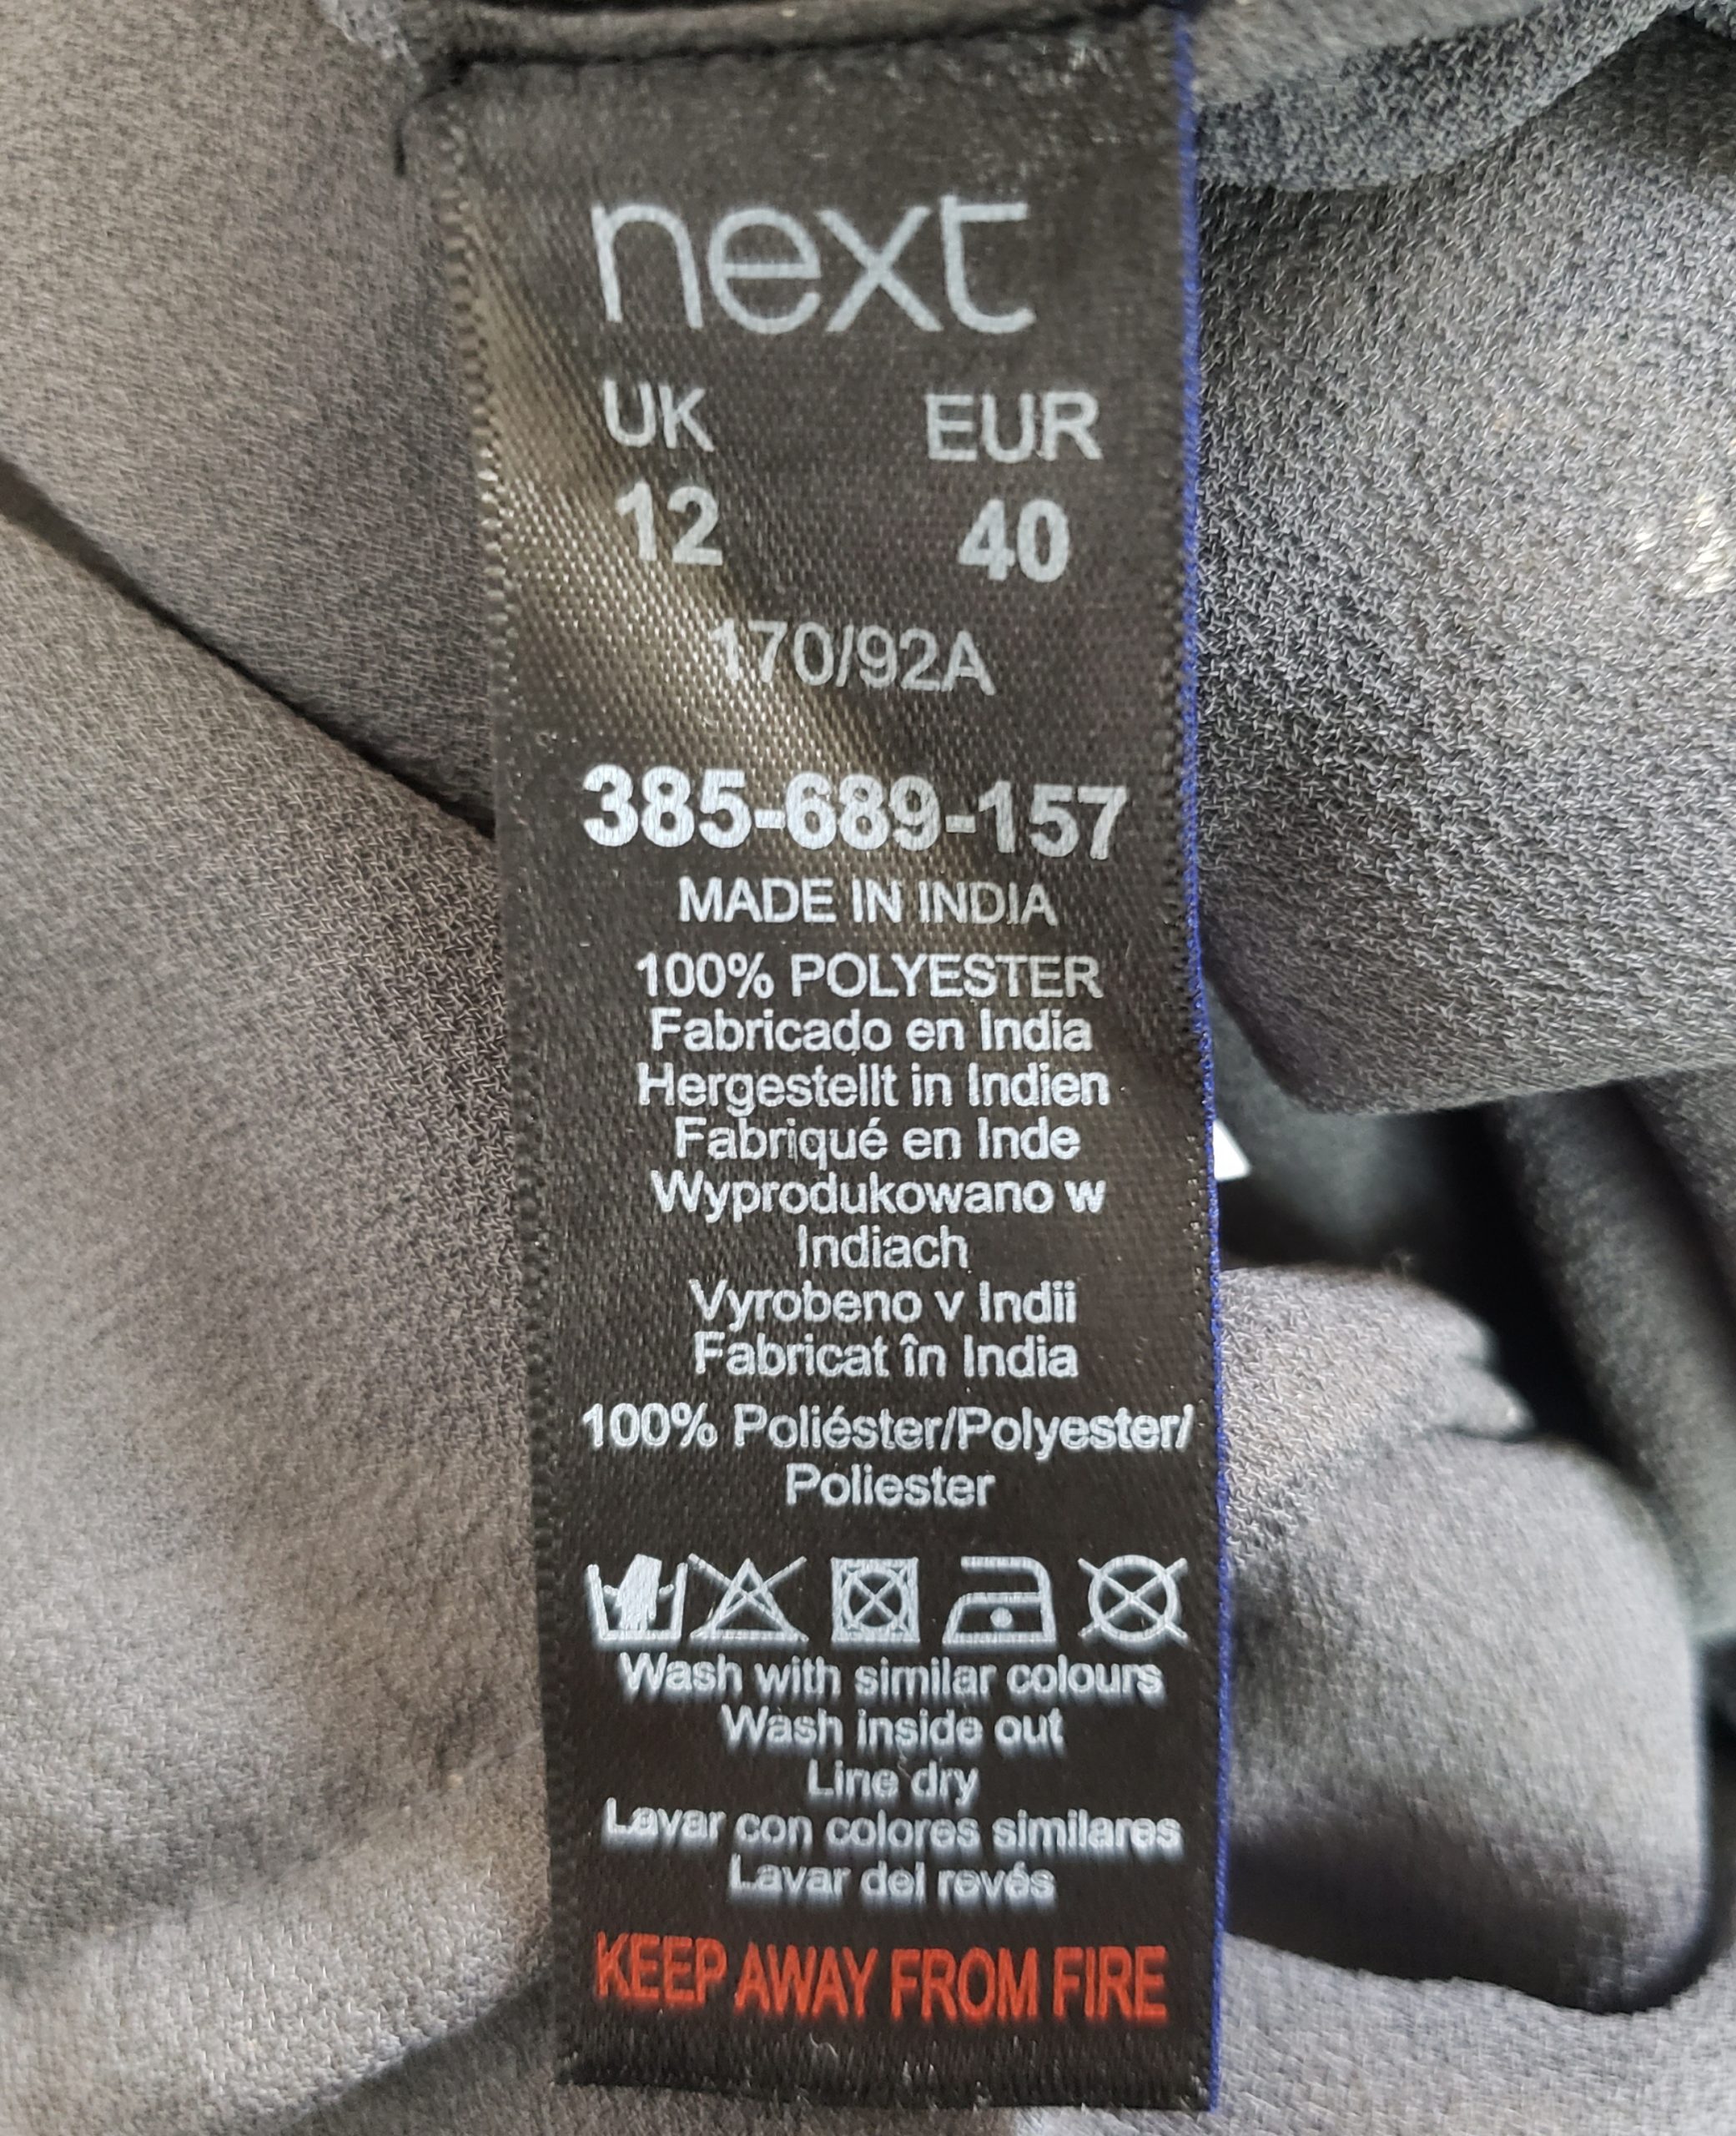 next
UK EUR
12 40
170/92A
385-689-157
MADE IN INDIA
100% POLYESTER
Fabricado en India
Hergestellt in Indien
Fabriqué en Inde
Wyprodukowano w
Indiach
Vyrobeno v Indii
Fabricat în India
100% Poliéster/Polyester/
Poliester
Wash with similar colours
Wash inside out
Line dry
Lavar con colores similares
Lavar del revés
KEEP AWAY FROM FIRE